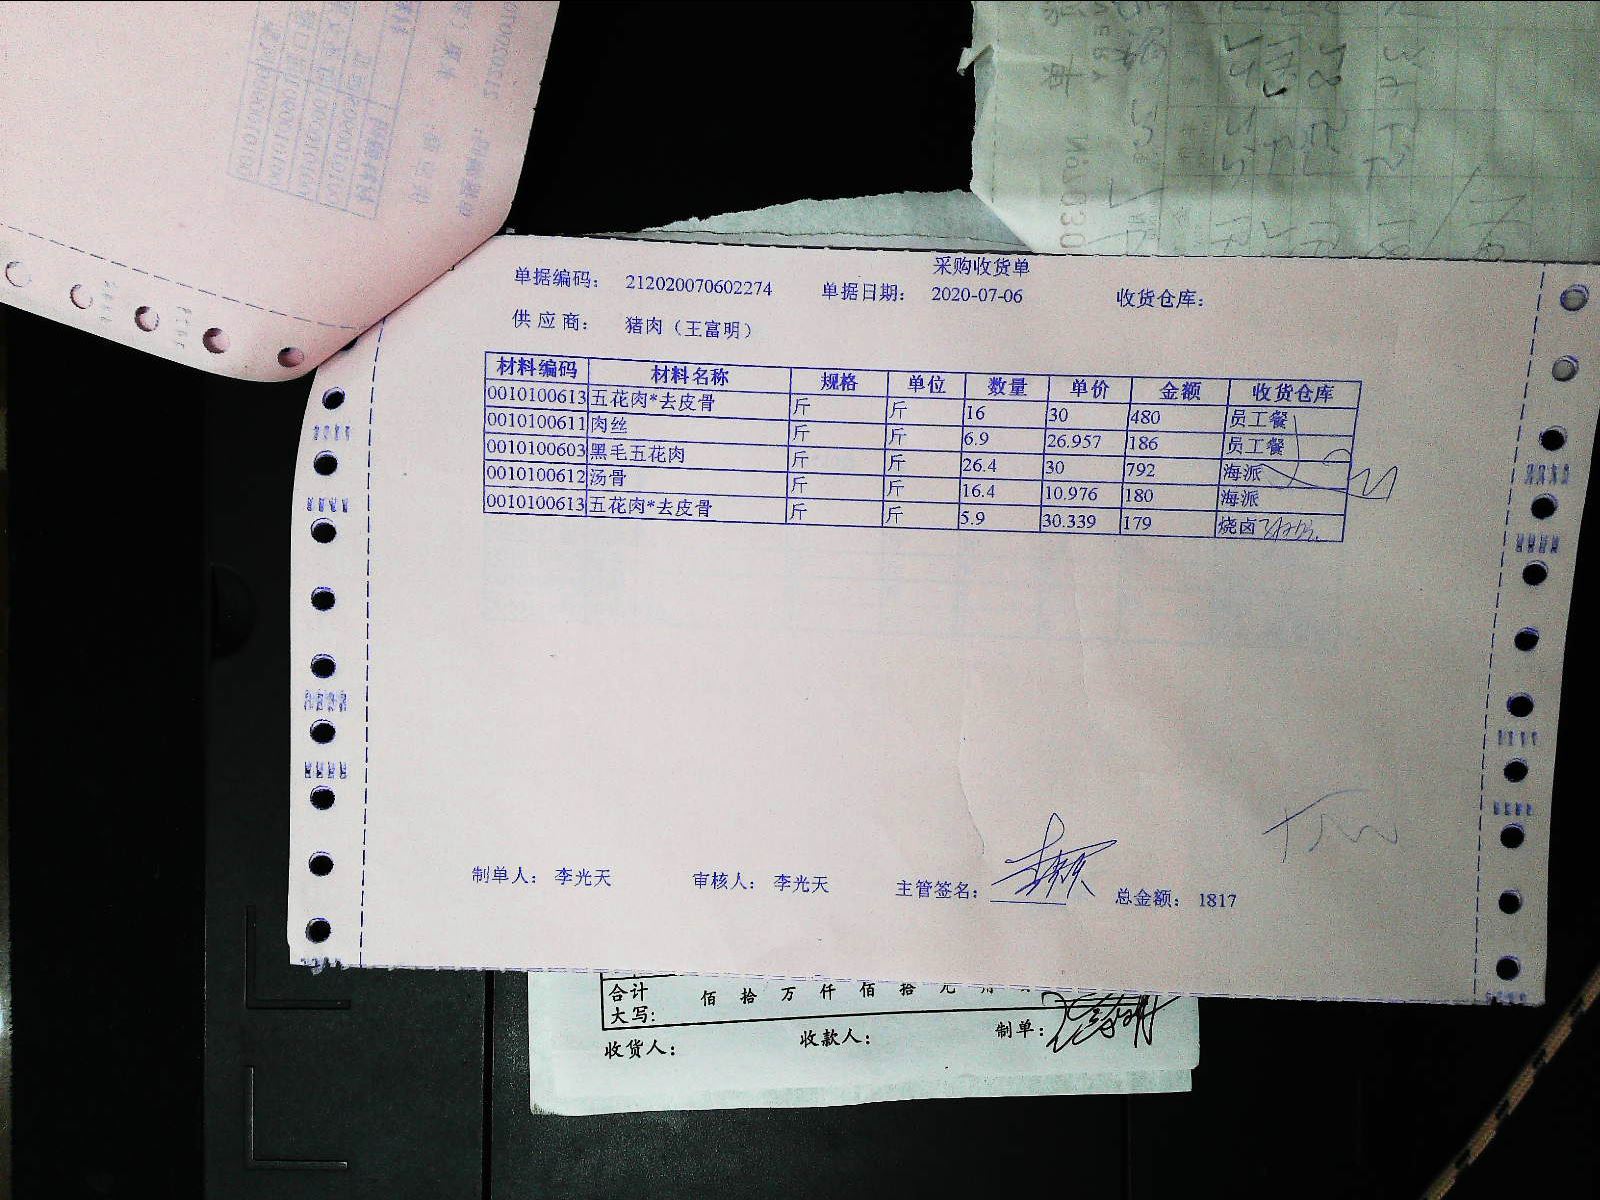 采购收货单
单据编码： 212020070602274 单据日期： 2020-07-06 收货仓库：
供 应 商： 猪肉（王富明）
材料编码 材料名称 规格 单位 数量 单价 金额 收货仓库
0010100613 五花肉*去皮骨 斤 斤 16 30 480 员工餐
0010100611 肉丝 斤 斤 6.9 26.957 186 员工餐
0010100603 黑毛五花肉 斤 斤 26.4 30 792 海派
0010100612 汤骨 斤 斤 16.4 10.976 180 海派
0010100613 五花肉*去皮骨 斤 斤 5.9 30.339 179 烧卤
制单人： 李光天 审核人： 李光天 主管签名： 总金额： 1817
合计 佰 拾 万 仟 佰 拾 元 角
大写：
收货人： 收款人： 制单：